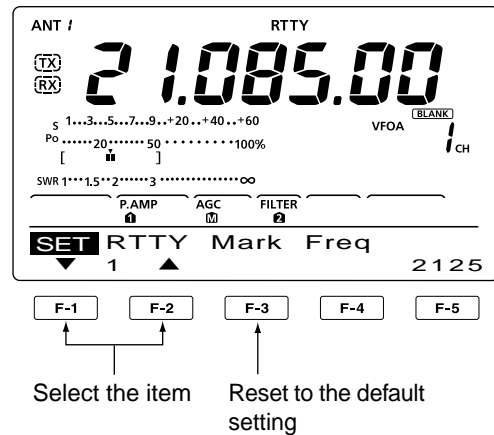 ANT 1 RTTY
TX
RX
21.085.00
S 1...3...5...7...9..+20..+40..+60
Po ......20......50.........100%
[ ]
SWR 1•••1.5••2•••••3••••••••••••••∞
VFOA
BLANK
1 CH
P.AMP AGC FILTER
1 M 2
SET RTTY Mark Freq
▼ 1 ▲ 2125
F-1 F-2 F-3 F-4 F-5
Select the item
Reset to the default
setting